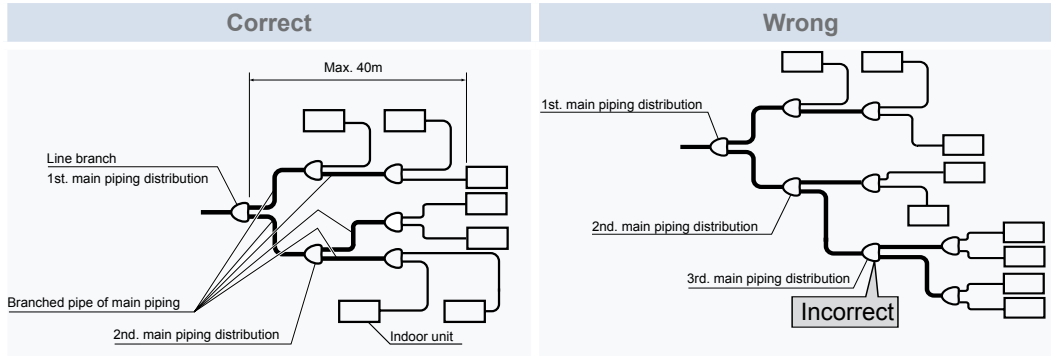 Correct
Max. 40m
Line branch
1st. main piping distribution
Branched pipe of main piping
2nd. main piping distribution
Indoor unit
Wrong
1st. main piping distribution
2nd. main piping distribution
3rd. main piping distribution
Incorrect